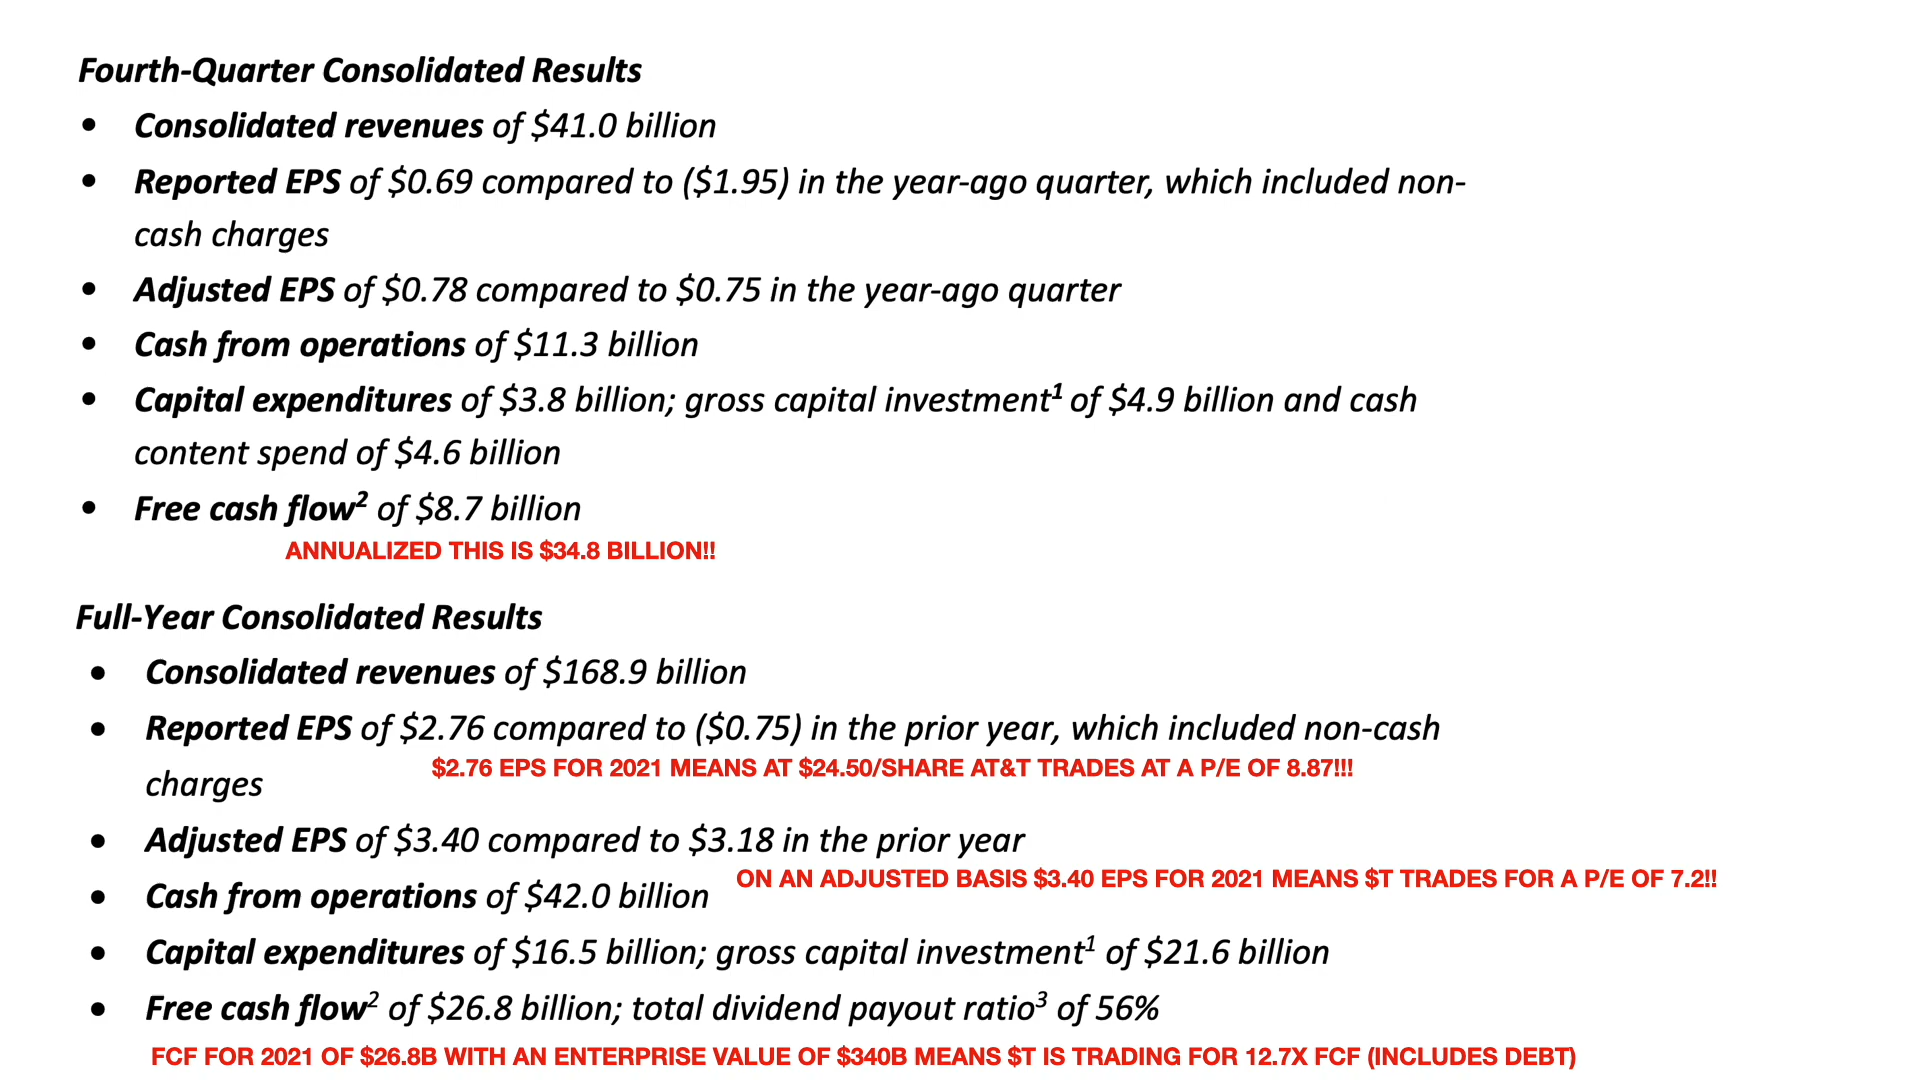 Fourth-Quarter Consolidated Results
• Consolidated revenues of $41.0 billion
• Reported EPS of $0.69 compared to ($1.95) in the year-ago quarter, which included non-
cash charges
• Adjusted EPS of $0.78 compared to $0.75 in the year-ago quarter
• Cash from operations of $11.3 billion
• Capital expenditures of $3.8 billion; gross capital investment¹ of $4.9 billion and cash
content spend of $4.6 billion
• Free cash flow² of $8.7 billion
ANNUALIZED THIS IS $34.8 BILLION!!
Full-Year Consolidated Results
• Consolidated revenues of $168.9 billion
• Reported EPS of $2.76 compared to ($0.75) in the prior year, which included non-cash
$2.76 EPS FOR 2021 MEANS AT $24.50/SHARE AT&T TRADES AT A P/E OF 8.87!!!
charges
• Adjusted EPS of $3.40 compared to $3.18 in the prior year
ON AN ADJUSTED BASIS $3.40 EPS FOR 2021 MEANS $T TRADES FOR A P/E OF 7.2!!
• Cash from operations of $42.0 billion
• Capital expenditures of $16.5 billion; gross capital investment¹ of $21.6 billion
• Free cash flow² of $26.8 billion; total dividend payout ratio³ of 56%
FCF FOR 2021 OF $26.8B WITH AN ENTERPRISE VALUE OF $340B MEANS $T IS TRADING FOR 12.7X FCF (INCLUDES DEBT)